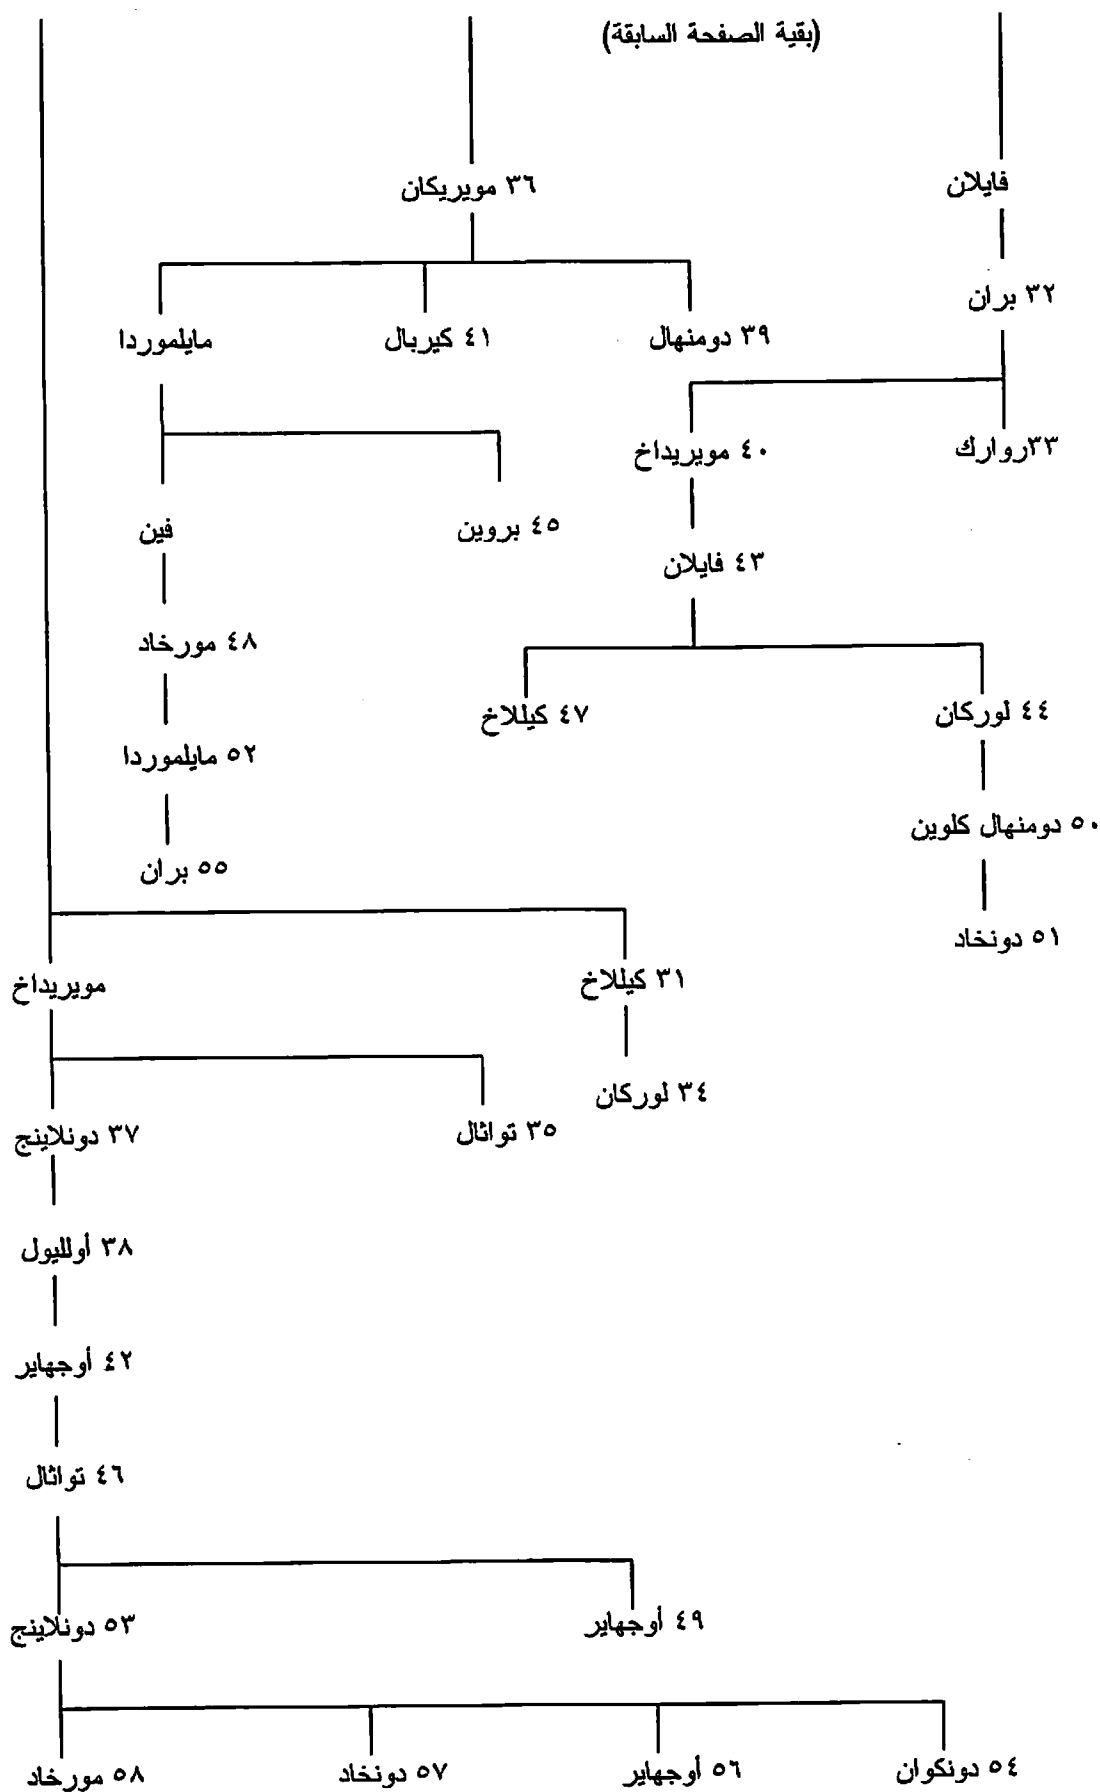 (بقية الصفحة السابقة)
فايلان
٣٦ مويريكان
٣٢ بران
٣٩ دومنهال
٤١ كيربال
مايلموردا
٣٣روارك
٤٠ مويريداخ
٤٥ بروين
فين
٤٣ فايلان
٤٨ مورخاد
٤٤ لوركان
٤٧ كيللاخ
٥٢ مايلموردا
٥٠ دومنهال كلوين
٥٥ بران
٥١ دونخاد
٣١ كيللاخ
مويريداخ
٣٤ لوركان
٣٥ تواثال
٣٧ دونلاينج
٣٨ أولليول
٤٢ أوجهاير
٤٦ تواثال
٤٩ أوجهاير
٥٣ دونلاينج
٥٤ دونكوان
٥٦ أوجهاير
٥٧ دونخاد
٥٨ مورخاد